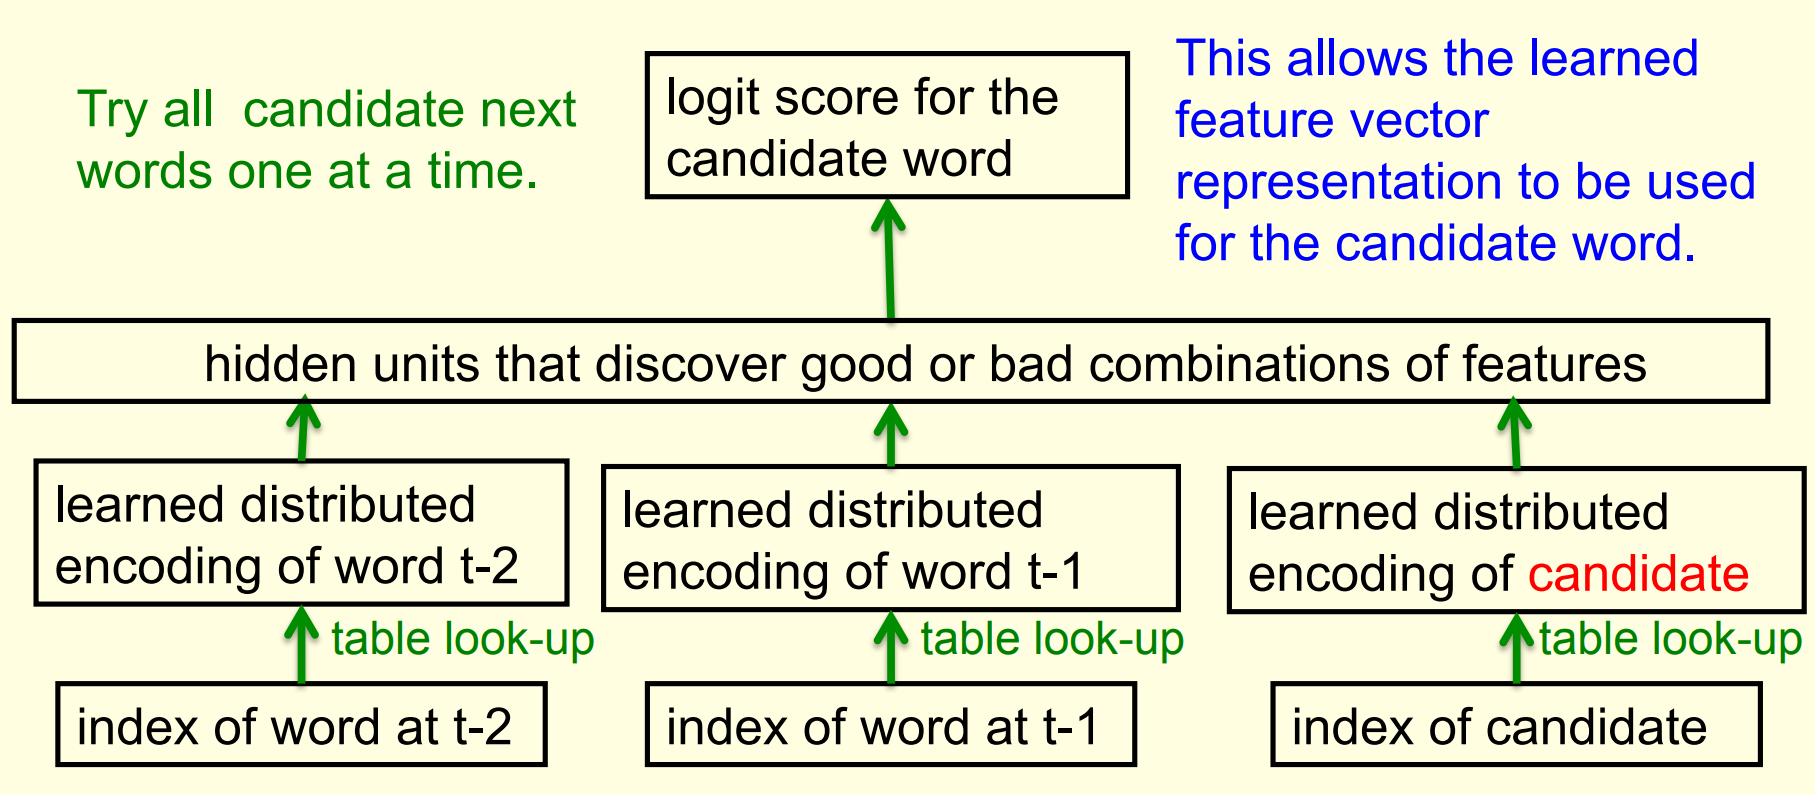 Try all candidate next
words one at a time.
logit score for the
candidate word
This allows the learned
feature vector
representation to be used
for the candidate word.
hidden units that discover good or bad combinations of features
learned distributed
encoding of word t-2
learned distributed
encoding of word t-1
learned distributed
encoding of candidate
table look-up
table look-up
table look-up
index of word at t-2
index of word at t-1
index of candidate